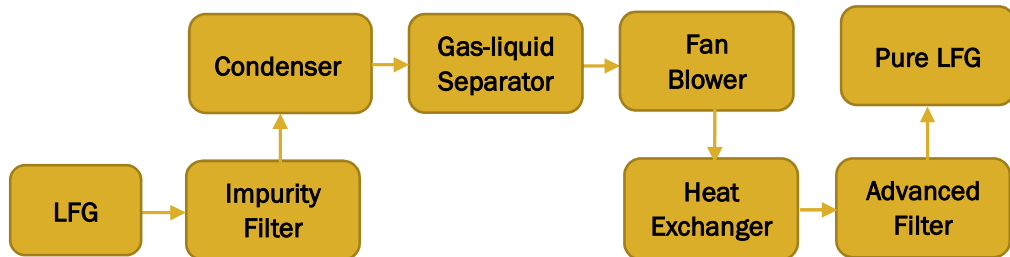 LFG
Impurity
Filter
Condenser
Gas-liquid
Separator
Fan
Blower
Heat
Exchanger
Advanced
Filter
Pure LFG